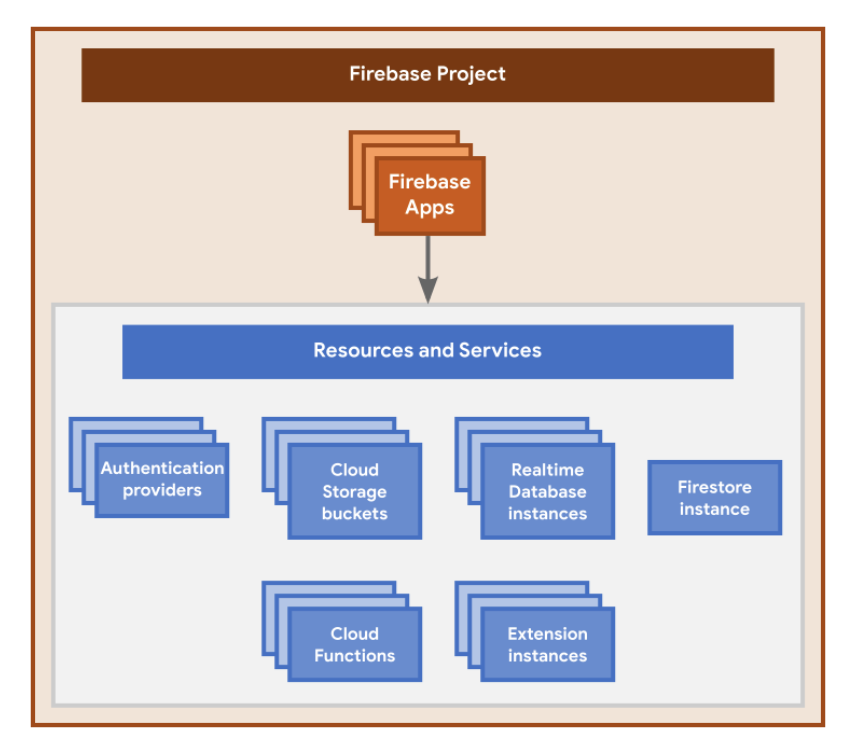 Firebase Project
Firebase
Apps
Resources and Services
Authentication
providers
Cloud
Storage
buckets
Realtime
Database
instances
Firestore
instance
Cloud
Functions
Extension
instances